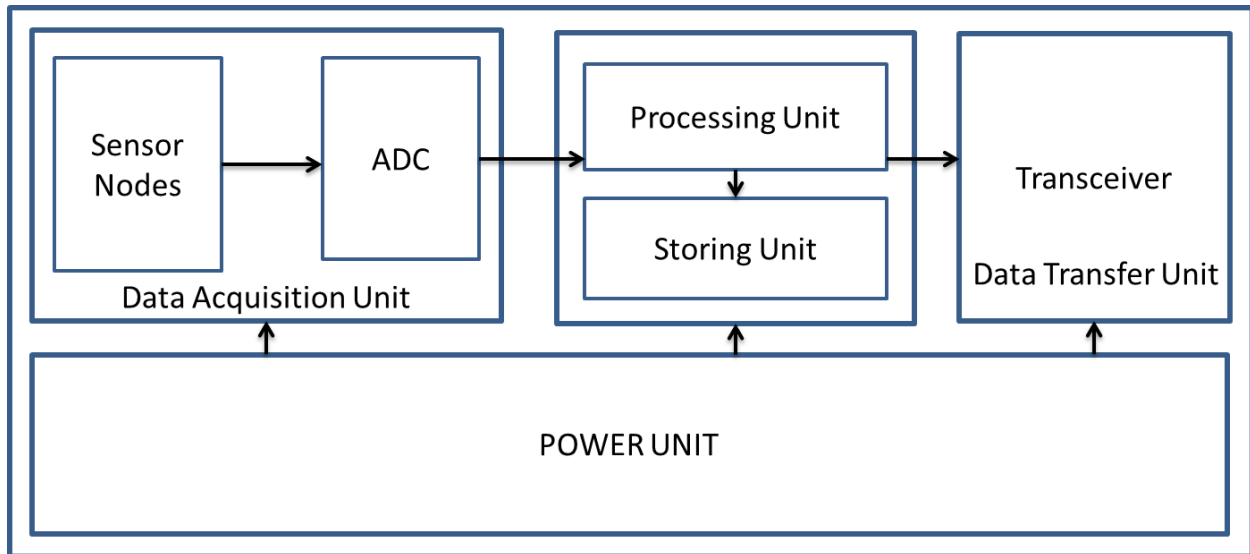 Sensor
Nodes
ADC
Data Acquisition Unit
Processing Unit
Storing Unit
Transceiver
Data Transfer Unit
POWER UNIT